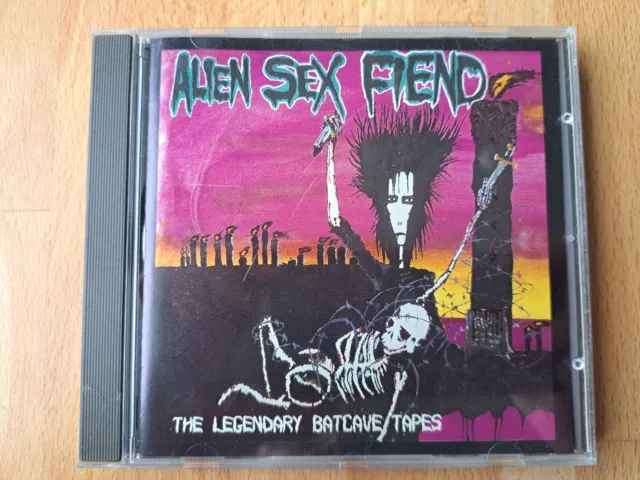 ALIEN SEX FIEND
THE LEGENDARY BATCAVE TAPES